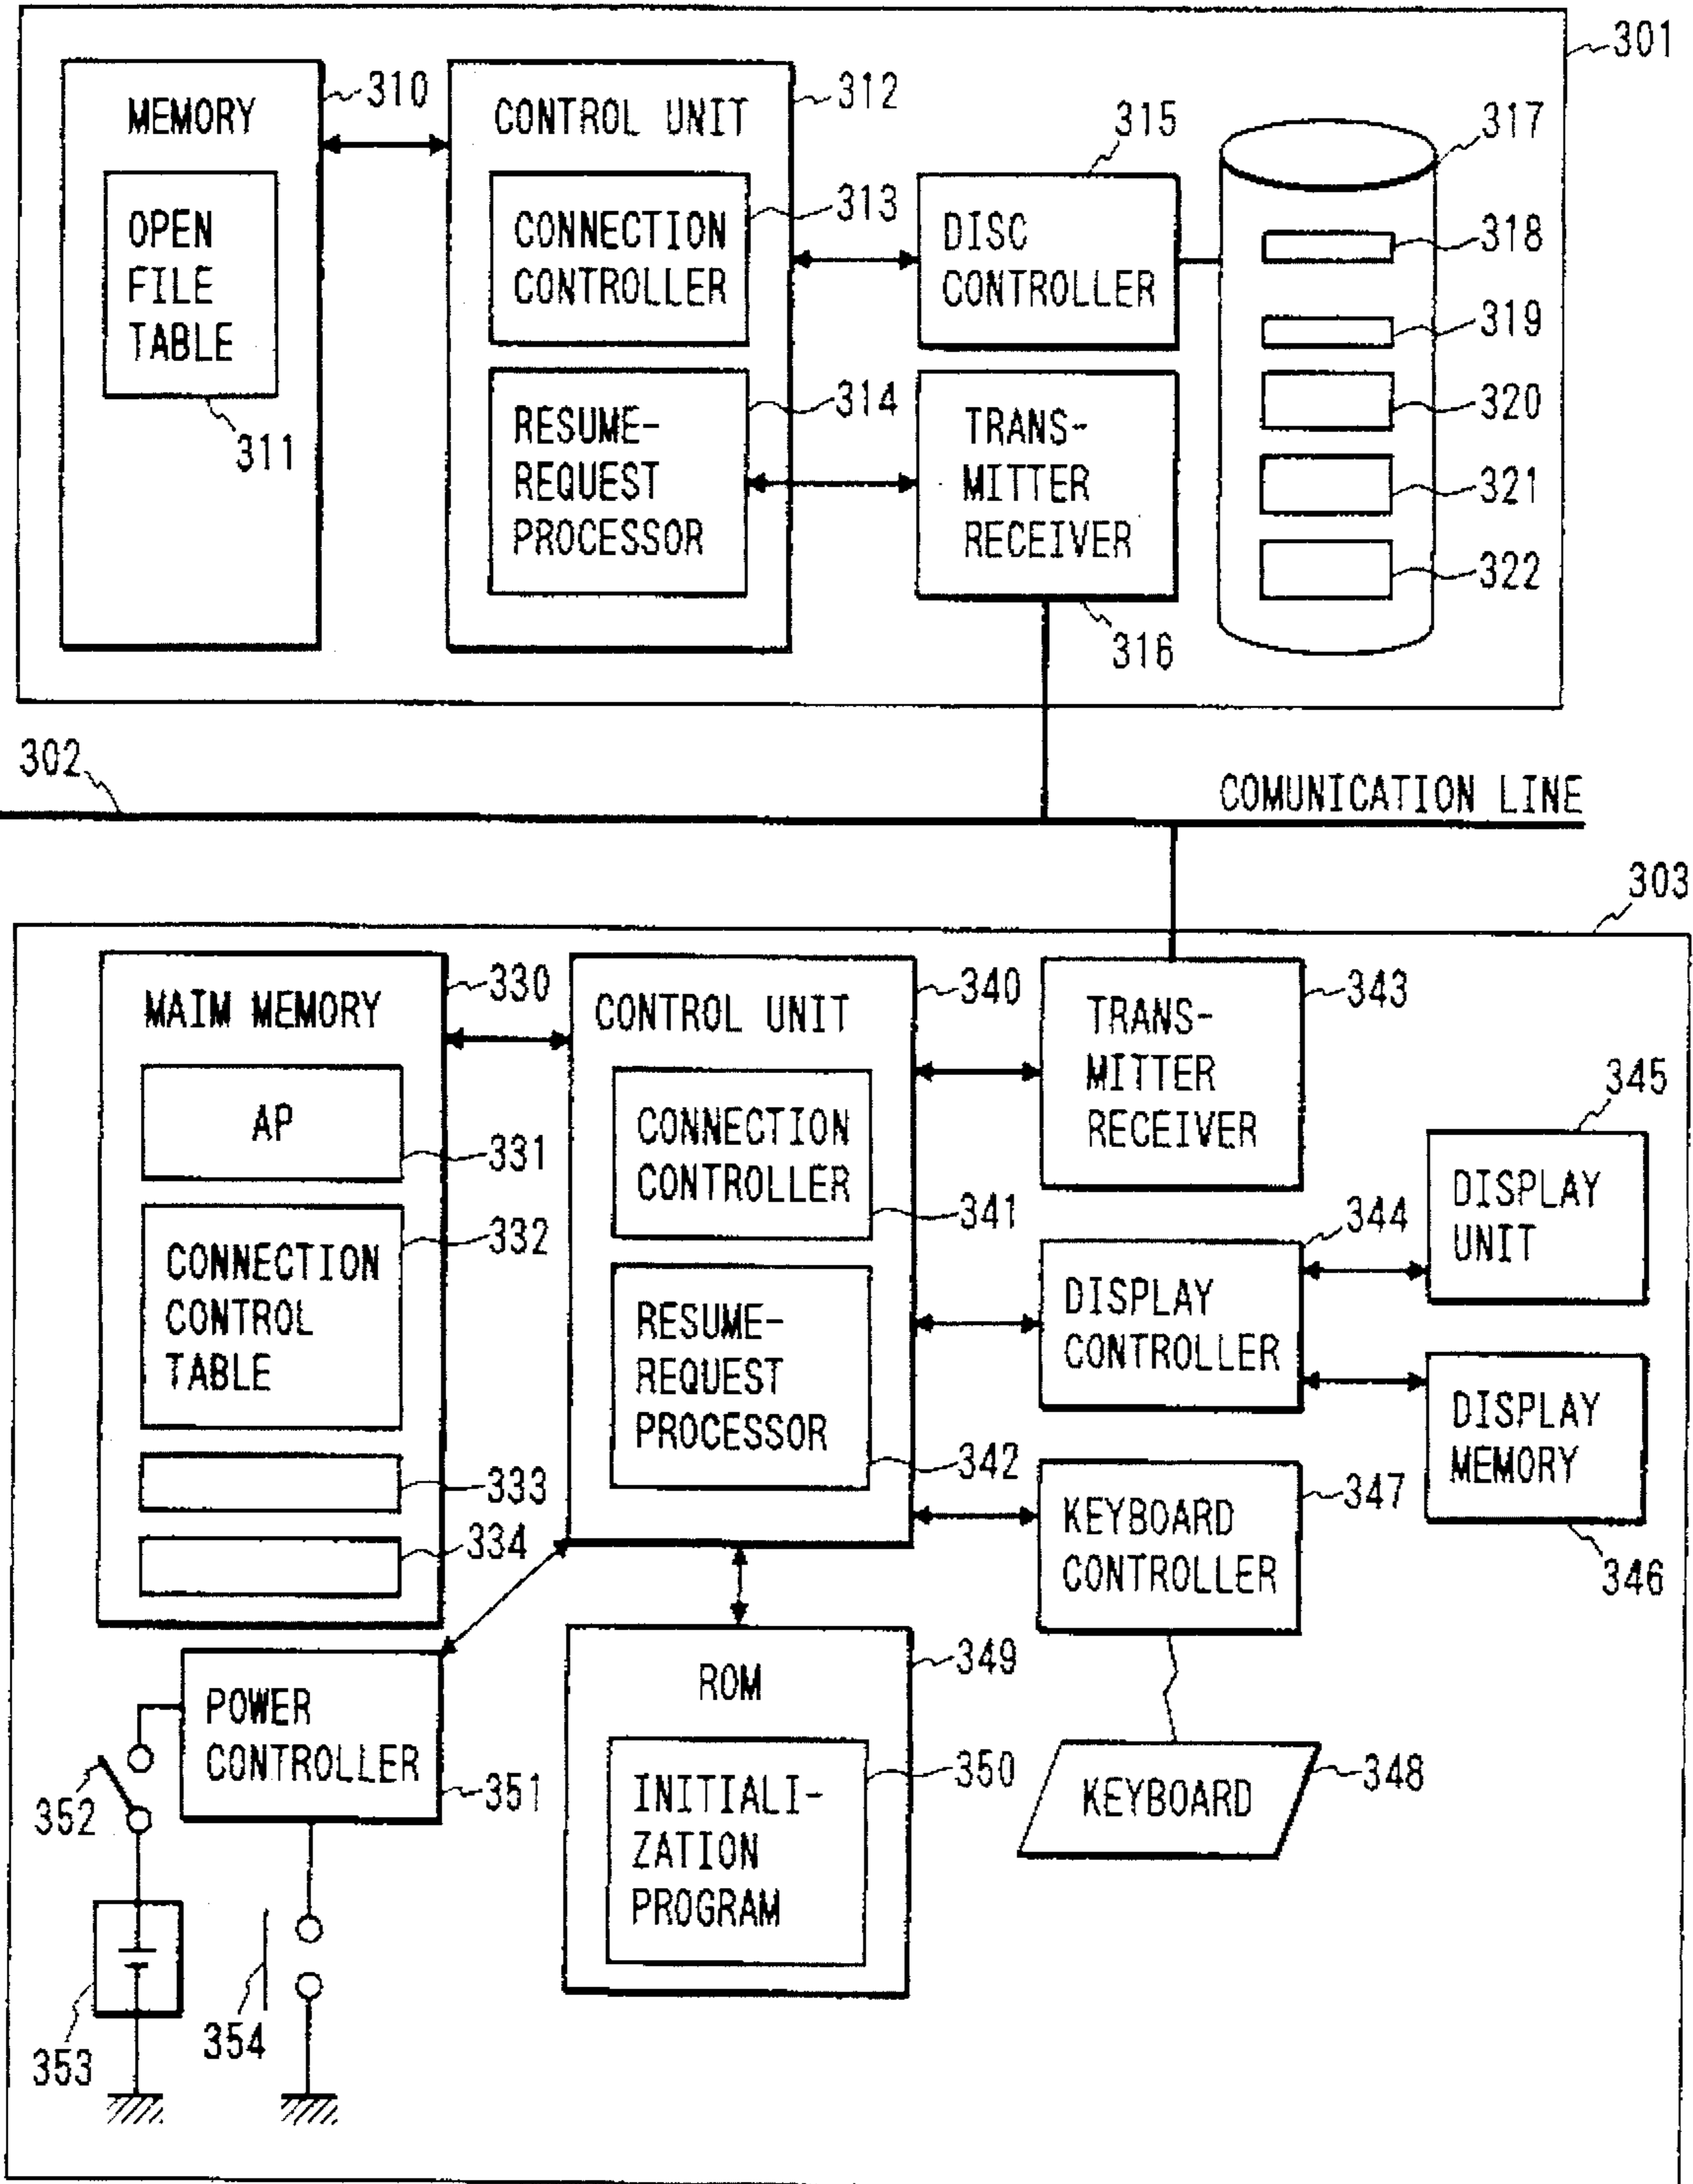 301
MEMORY
310
OPEN
FILE
TABLE
311
CONTROL UNIT
312
CONNECTION
CONTROLLER
313
RESUME-
REQUEST
PROCESSOR
314
315
DISC
CONTROLLER
TRANS-
MITTER
RECEIVER
316
317
318
319
320
321
322
302
COMUNICATION LINE
303
MAIM MEMORY
330
AP
331
CONNECTION
CONTROL
TABLE
332
333
334
CONTROL UNIT
340
CONNECTION
CONTROLLER
341
RESUME-
REQUEST
PROCESSOR
342
TRANS-
MITTER
RECEIVER
343
344
DISPLAY
CONTROLLER
345
DISPLAY
UNIT
DISPLAY
MEMORY
346
KEYBOARD
CONTROLLER
347
KEYBOARD
348
ROM
349
INITIALI-
ZATION
PROGRAM
350
POWER
CONTROLLER
351
352
353
354